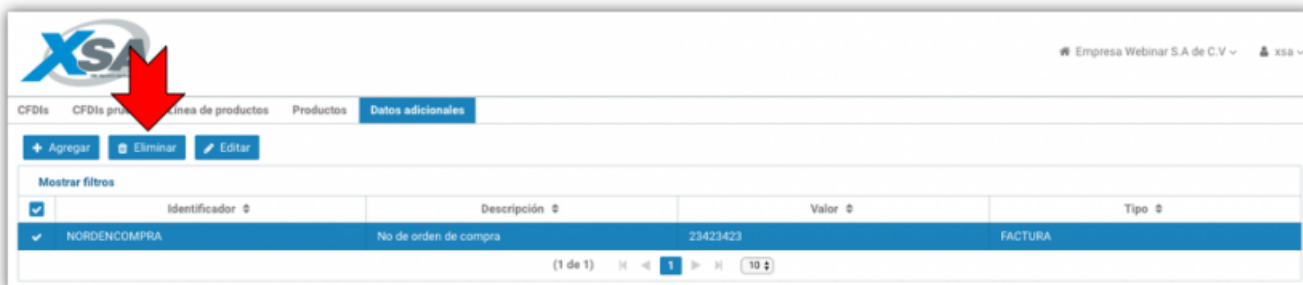 XSA
Empresa Webinar S.A de C.V xsa
CFDIs CFDIs Línea de productos Productos Datos adicionales
Agregar Eliminar Editar
Mostrar filtros
Identificador Descripción Valor Tipo
NORDENCOMPRA No de orden de compra 23423423 FACTURA
(1 de 1) 1 10